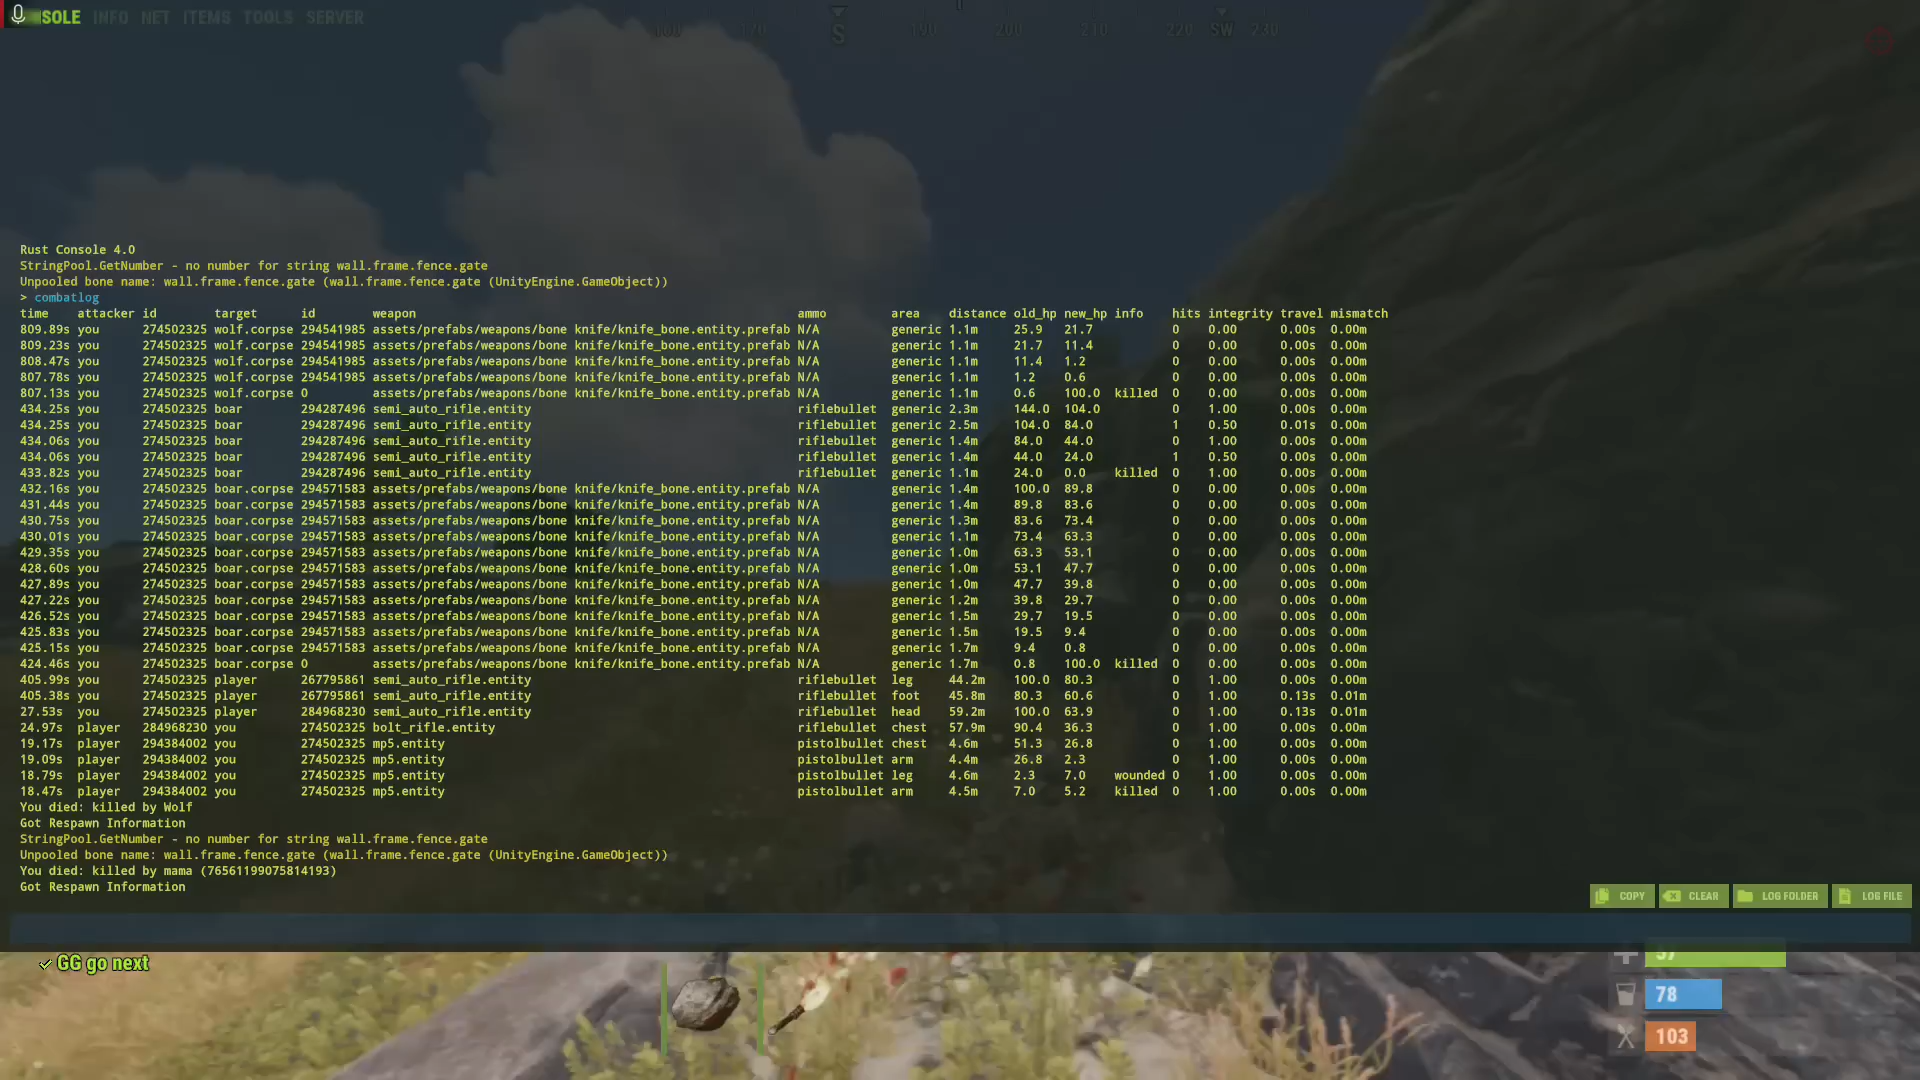 SOLE INFO NET ITEMS TOOLS SERVER
160 170 S 190 200 210 220 SW 230
Rust Console 4.0
StringPool.GetNumber - no number for string wall.frame.fence.gate
Unpooled bone name: wall.frame.fence.gate (wall.frame.fence.gate (UnityEngine.GameObject))
> combatlog
time attacker id target id weapon ammo area distance old_hp new_hp info hits integrity travel mismatch
809.89s you 274502325 wolf.corpse 294541985 assets/prefabs/weapons/bone knife/knife_bone.entity.prefab N/A generic 1.1m 25.9 21.7 0 0.00 0.00s 0.00m
809.23s you 274502325 wolf.corpse 294541985 assets/prefabs/weapons/bone knife/knife_bone.entity.prefab N/A generic 1.1m 21.7 11.4 0 0.00 0.00s 0.00m
808.47s you 274502325 wolf.corpse 294541985 assets/prefabs/weapons/bone knife/knife_bone.entity.prefab N/A generic 1.1m 11.4 1.2 0 0.00 0.00s 0.00m
807.78s you 274502325 wolf.corpse 294541985 assets/prefabs/weapons/bone knife/knife_bone.entity.prefab N/A generic 1.1m 1.2 0.6 0 0.00 0.00s 0.00m
807.13s you 274502325 wolf.corpse 0 assets/prefabs/weapons/bone knife/knife_bone.entity.prefab N/A generic 1.1m 0.6 100.0 killed 0 0.00 0.00s 0.00m
434.25s you 274502325 boar 294287496 semi_auto_rifle.entity riflebullet generic 2.3m 144.0 104.0 0 1.00 0.00s 0.00m
434.25s you 274502325 boar 294287496 semi_auto_rifle.entity riflebullet generic 2.5m 104.0 84.0 1 0.50 0.01s 0.00m
434.06s you 274502325 boar 294287496 semi_auto_rifle.entity riflebullet generic 1.4m 84.0 44.0 0 1.00 0.00s 0.00m
434.06s you 274502325 boar 294287496 semi_auto_rifle.entity riflebullet generic 1.4m 44.0 24.0 1 0.50 0.00s 0.00m
433.82s you 274502325 boar 294287496 semi_auto_rifle.entity riflebullet generic 1.1m 24.0 0.0 killed 0 1.00 0.00s 0.00m
432.16s you 274502325 boar.corpse 294571583 assets/prefabs/weapons/bone knife/knife_bone.entity.prefab N/A generic 1.4m 100.0 89.8 0 0.00 0.00s 0.00m
431.44s you 274502325 boar.corpse 294571583 assets/prefabs/weapons/bone knife/knife_bone.entity.prefab N/A generic 1.4m 89.8 83.6 0 0.00 0.00s 0.00m
430.75s you 274502325 boar.corpse 294571583 assets/prefabs/weapons/bone knife/knife_bone.entity.prefab N/A generic 1.3m 83.6 73.4 0 0.00 0.00s 0.00m
430.01s you 274502325 boar.corpse 294571583 assets/prefabs/weapons/bone knife/knife_bone.entity.prefab N/A generic 1.1m 73.4 63.3 0 0.00 0.00s 0.00m
429.35s you 274502325 boar.corpse 294571583 assets/prefabs/weapons/bone knife/knife_bone.entity.prefab N/A generic 1.0m 63.3 53.1 0 0.00 0.00s 0.00m
428.60s you 274502325 boar.corpse 294571583 assets/prefabs/weapons/bone knife/knife_bone.entity.prefab N/A generic 1.0m 53.1 47.7 0 0.00 0.00s 0.00m
427.89s you 274502325 boar.corpse 294571583 assets/prefabs/weapons/bone knife/knife_bone.entity.prefab N/A generic 1.0m 47.7 39.8 0 0.00 0.00s 0.00m
427.22s you 274502325 boar.corpse 294571583 assets/prefabs/weapons/bone knife/knife_bone.entity.prefab N/A generic 1.2m 39.8 29.7 0 0.00 0.00s 0.00m
426.52s you 274502325 boar.corpse 294571583 assets/prefabs/weapons/bone knife/knife_bone.entity.prefab N/A generic 1.5m 29.7 19.5 0 0.00 0.00s 0.00m
425.83s you 274502325 boar.corpse 294571583 assets/prefabs/weapons/bone knife/knife_bone.entity.prefab N/A generic 1.5m 19.5 9.4 0 0.00 0.00s 0.00m
425.15s you 274502325 boar.corpse 294571583 assets/prefabs/weapons/bone knife/knife_bone.entity.prefab N/A generic 1.7m 9.4 0.8 0 0.00 0.00s 0.00m
424.46s you 274502325 boar.corpse 0 assets/prefabs/weapons/bone knife/knife_bone.entity.prefab N/A generic 1.7m 0.8 100.0 killed 0 0.00 0.00s 0.00m
405.99s you 274502325 player 267795861 semi_auto_rifle.entity riflebullet leg 44.2m 100.0 80.3 0 1.00 0.00s 0.00m
405.38s you 274502325 player 267795861 semi_auto_rifle.entity riflebullet foot 45.8m 80.3 60.6 0 1.00 0.13s 0.01m
27.53s you 274502325 player 284968230 semi_auto_rifle.entity riflebullet head 59.2m 100.0 63.9 0 1.00 0.13s 0.01m
24.97s player 284968230 you 274502325 bolt_rifle.entity chest 57.9m 90.4 36.3 0 1.00 0.00s 0.00m
19.17s player 294384002 you 274502325 mp5.entity pistolbullet chest 4.6m 51.3 26.8 0 1.00 0.00s 0.00m
19.09s player 294384002 you 274502325 mp5.entity pistolbullet arm 4.4m 26.8 2.3 0 1.00 0.00s 0.00m
18.79s player 294384002 you 274502325 mp5.entity pistolbullet leg 4.6m 2.3 7.0 wounded 0 1.00 0.00s 0.00m
18.47s player 294384002 you 274502325 mp5.entity pistolbullet arm 4.5m 7.0 5.2 killed 0 1.00 0.00s 0.00m
You died: killed by Wolf
Got Respawn Information
StringPool.GetNumber - no number for string wall.frame.fence.gate
Unpooled bone name: wall.frame.fence.gate (wall.frame.fence.gate (UnityEngine.GameObject))
You died: killed by mama (76561199075814193)
Got Respawn Information
COPY CLEAR LOG FOLDER LOG FILE
GG go next
78
103